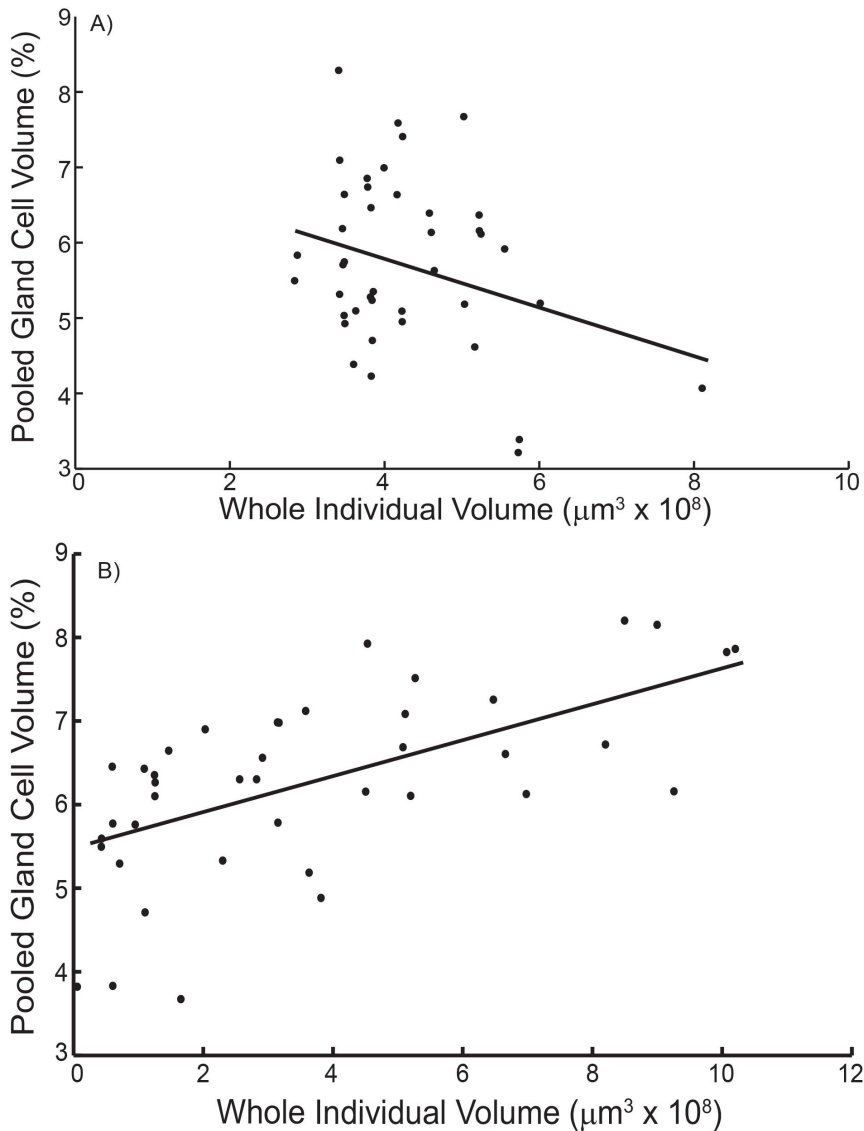 A)
Pooled Gland Cell Volume (%)
9
8
7
6
5
4
3
0 2 4 6 8 10
Whole Individual Volume (μm³ x 10⁸)
B)
Pooled Gland Cell Volume (%)
9
8
7
6
5
4
3
0 2 4 6 8 10 12
Whole Individual Volume (μm³ x 10⁸)